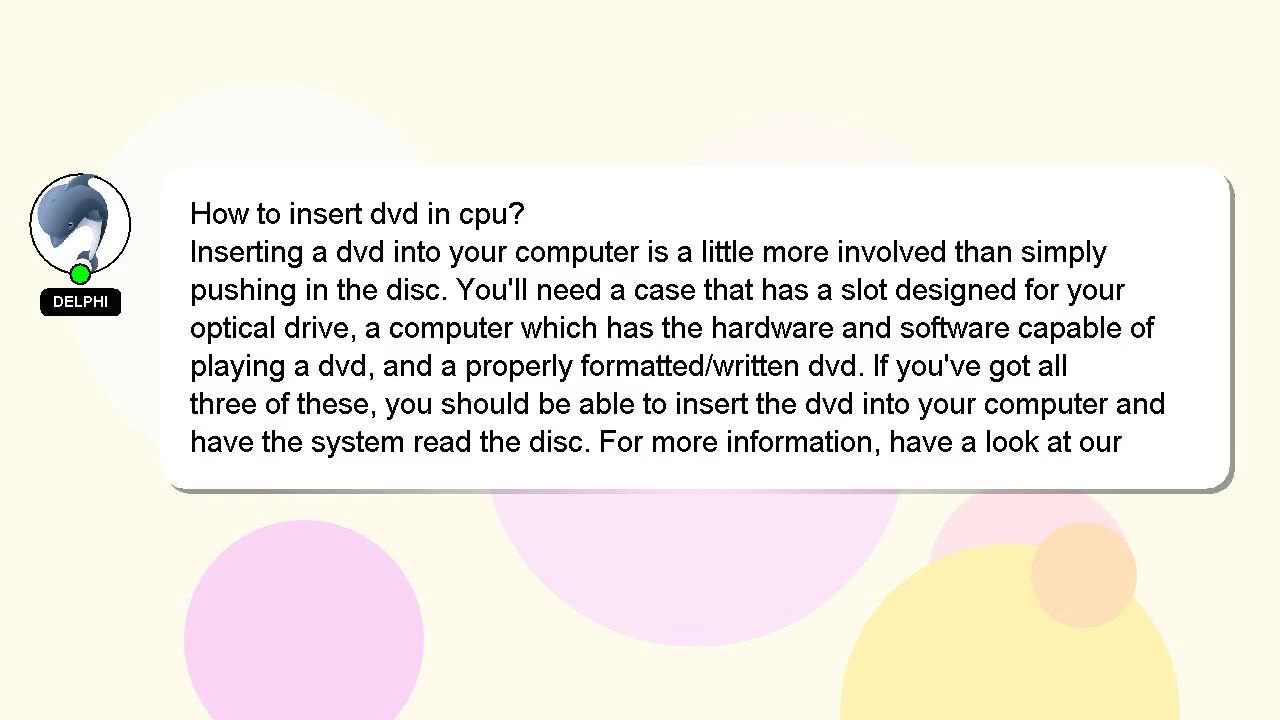 How to insert dvd in cpu?
Inserting a dvd into your computer is a little more involved than simply
pushing in the disc. You'll need a case that has a slot designed for your
optical drive, a computer which has the hardware and software capable of
playing a dvd, and a properly formatted/written dvd. If you've got all
three of these, you should be able to insert the dvd into your computer and
have the system read the disc. For more information, have a look at our
DELPHI